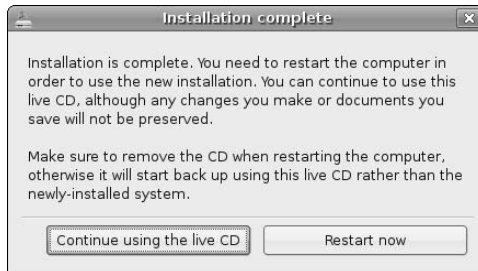 Installation complete
Installation is complete. You need to restart the computer in
order to use the new installation. You can continue to use this
live CD, although any changes you make or documents you
save will not be preserved.
Make sure to remove the CD when restarting the computer,
otherwise it will start back up using this live CD rather than the
newly-installed system.
Continue using the live CD
Restart now